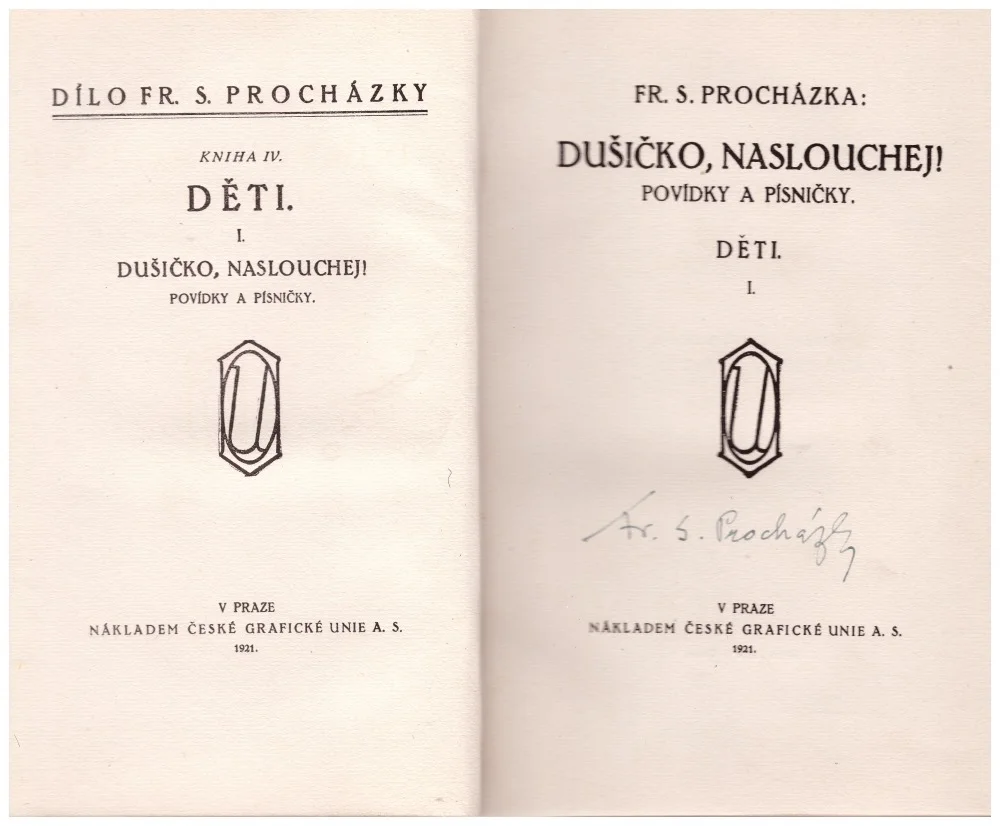 DÍLO FR. S. PROCHÁZKY
KNIHA IV.
DĚTI.
I.
DUŠIČKO, NASLOUCHEJ!
POVÍDKY A PÍSNIČKY.
U
V PRAZE
NÁKLADEM ČESKÉ GRAFICKÉ UNIE A. S.
1921.
FR. S. PROCHÁZKA:
DUŠIČKO, NASLOUCHEJ!
POVÍDKY A PÍSNIČKY.
DĚTI.
I.
U
Fr. S. Procházka
V PRAZE
NÁKLADEM ČESKÉ GRAFICKÉ UNIE A. S.
1921.